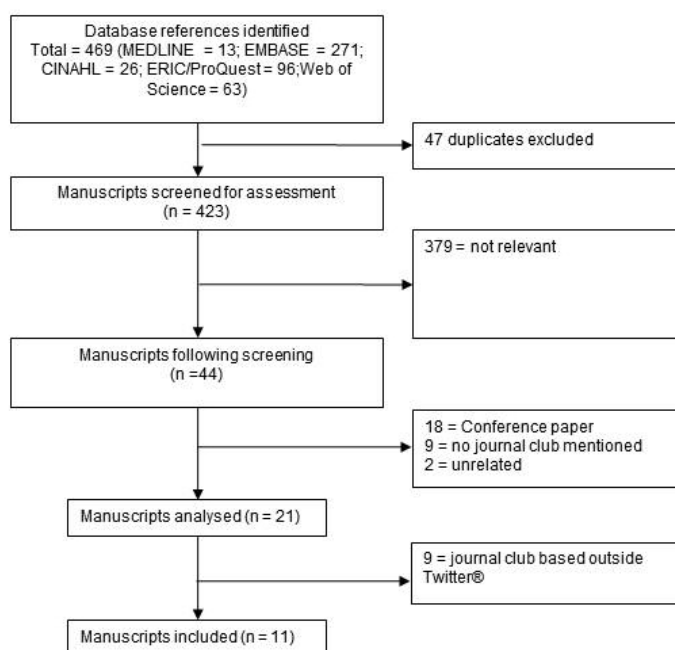 Database references identified
Total = 469 (MEDLINE = 13; EMBASE = 271;
CINAHL = 26; ERIC/ProQuest = 96;Web of
Science = 63)
47 duplicates excluded
Manuscripts screened for assessment
(n = 423)
379 = not relevant
Manuscripts following screening
(n =44)
18 = Conference paper
9 = no journal club mentioned
2 = unrelated
Manuscripts analysed (n = 21)
9 = journal club based outside
Twitter®
Manuscripts included (n = 11)